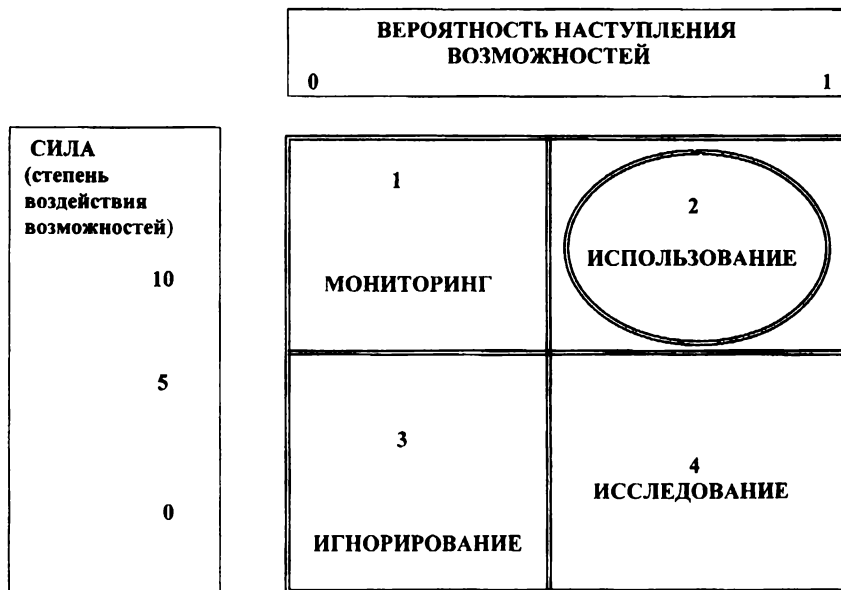 ВЕРОЯТНОСТЬ НАСТУПЛЕНИЯ
ВОЗМОЖНОСТЕЙ
0 1
СИЛА
(степень
воздействия
возможностей)
10
5
0
1
МОНИТОРИНГ
2
ИСПОЛЬЗОВАНИЕ
3
ИГНОРИРОВАНИЕ
4
ИССЛЕДОВАНИЕ